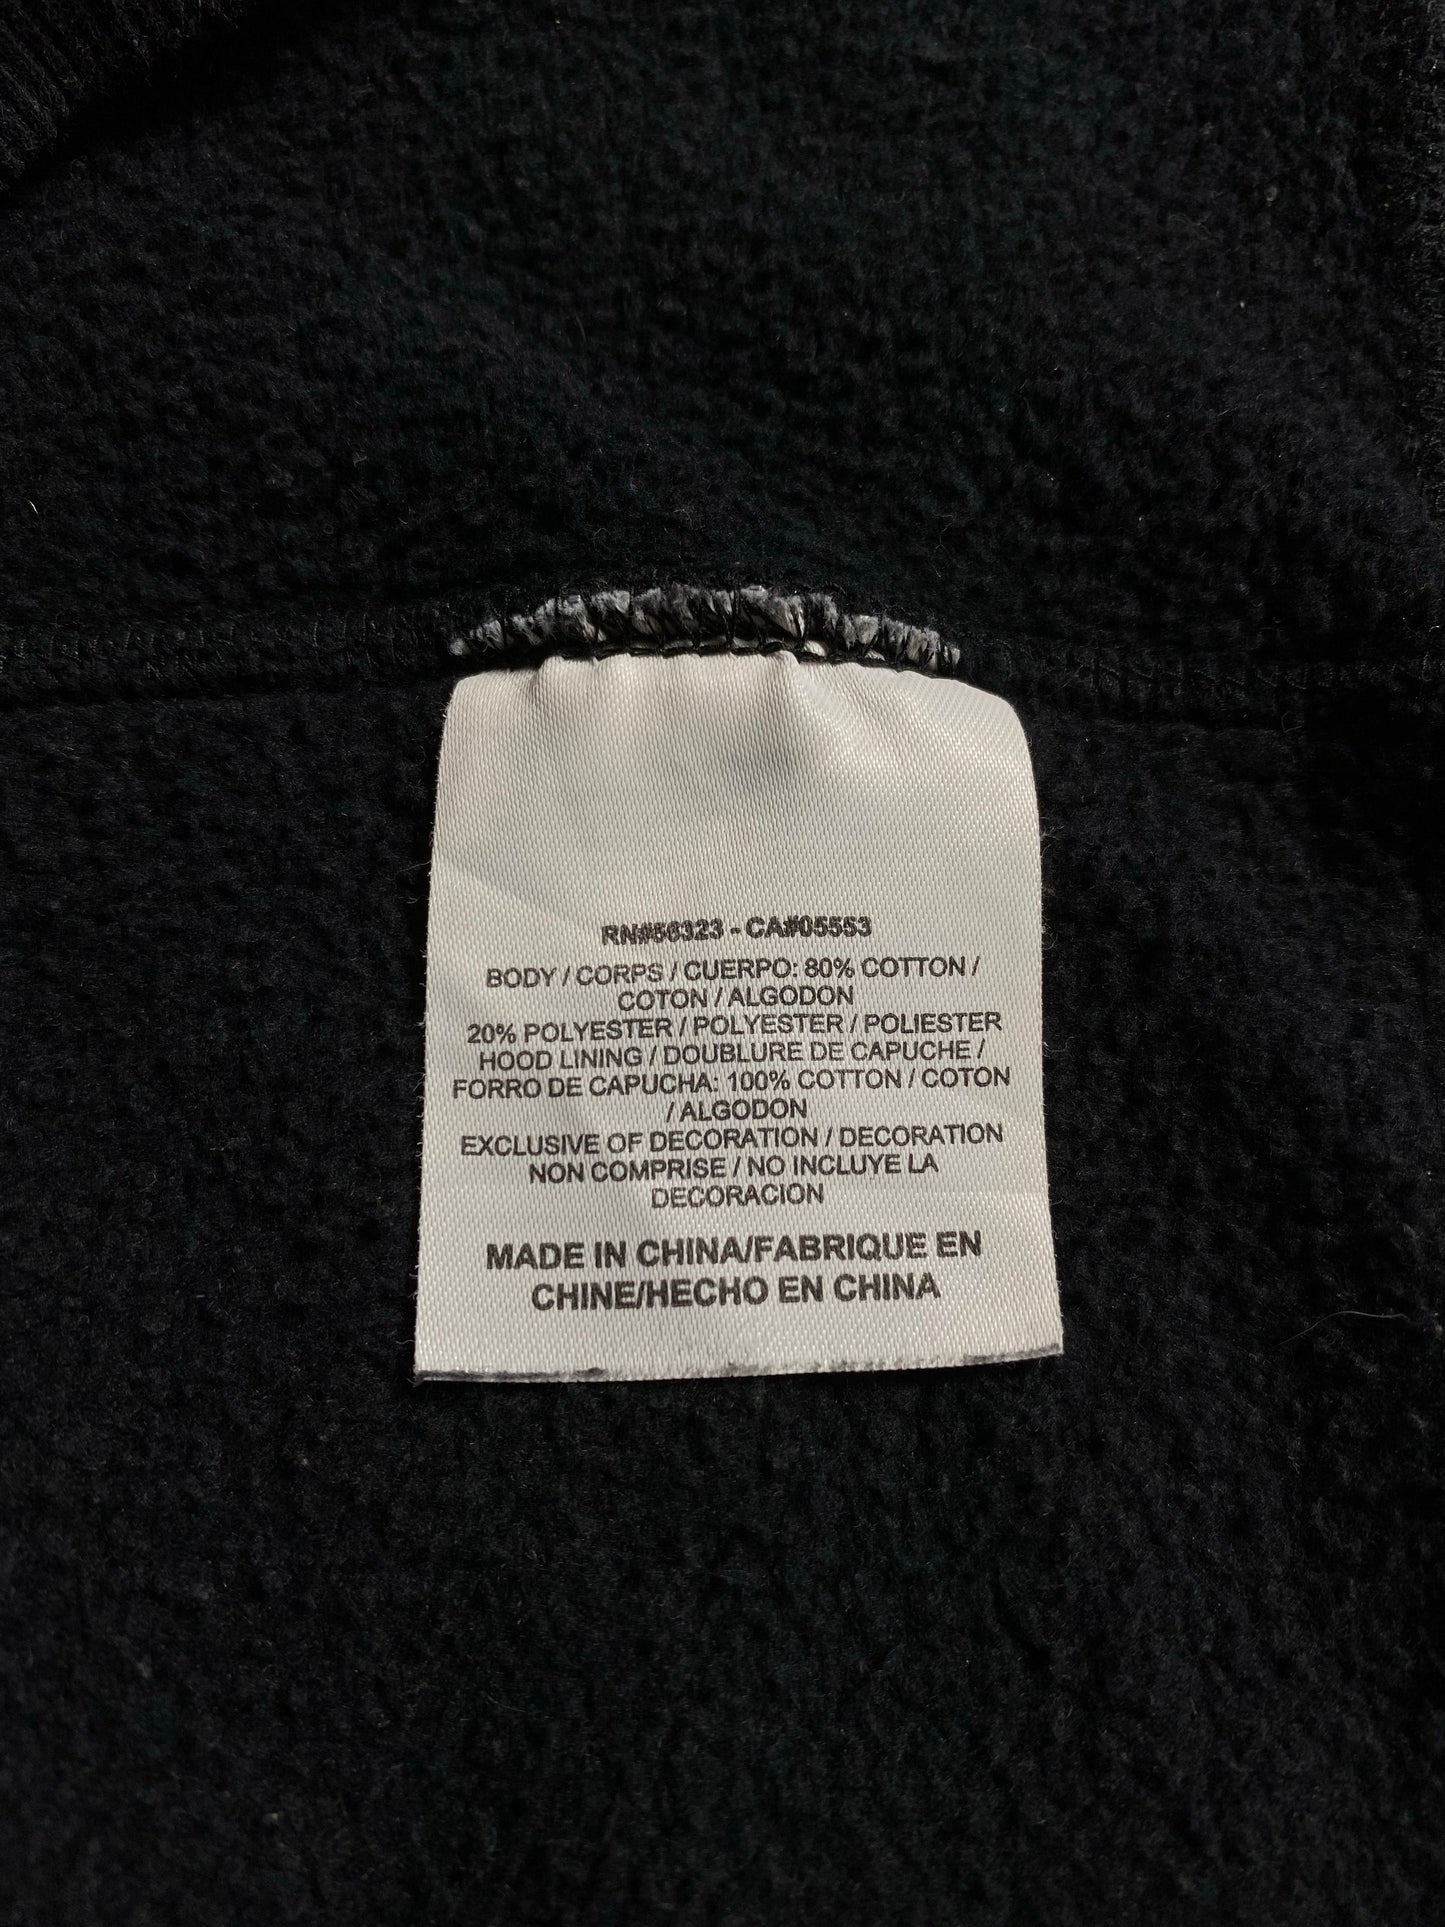 RN#56323 - CA#05553
BODY / CORPS / CUERPO: 80% COTTON /
COTON / ALGODON
20% POLYESTER / POLYESTER / POLIESTER
HOOD LINING / DOUBLURE DE CAPUCHE /
FORRO DE CAPUCHA: 100% COTTON / COTON
/ ALGODON
EXCLUSIVE OF DECORATION / DECORATION
NON COMPRISE / NO INCLUYE LA
DECORACION
MADE IN CHINA/FABRIQUE EN
CHINE/HECHO EN CHINA